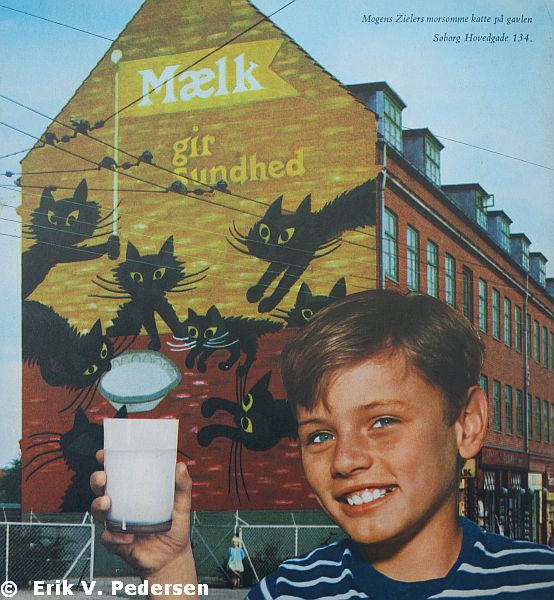 Mogens Zielers morsomme katte på gavlen
Søborg Hovedgade 134.
Mælk
gir
sundhed
© Erik V. Pedersen